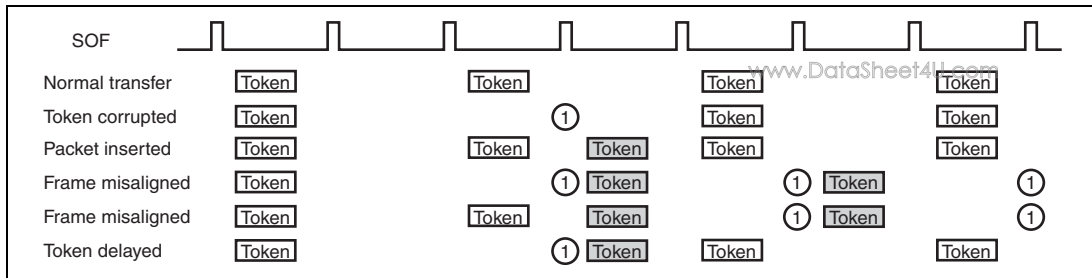 SOF
www.DataSheet4U.com
Normal transfer Token Token Token Token
Token corrupted Token 1 Token Token
Packet inserted Token Token Token Token Token
Frame misaligned Token 1 Token 1 Token 1
Frame misaligned Token Token Token 1 Token 1
Token delayed Token 1 Token Token Token